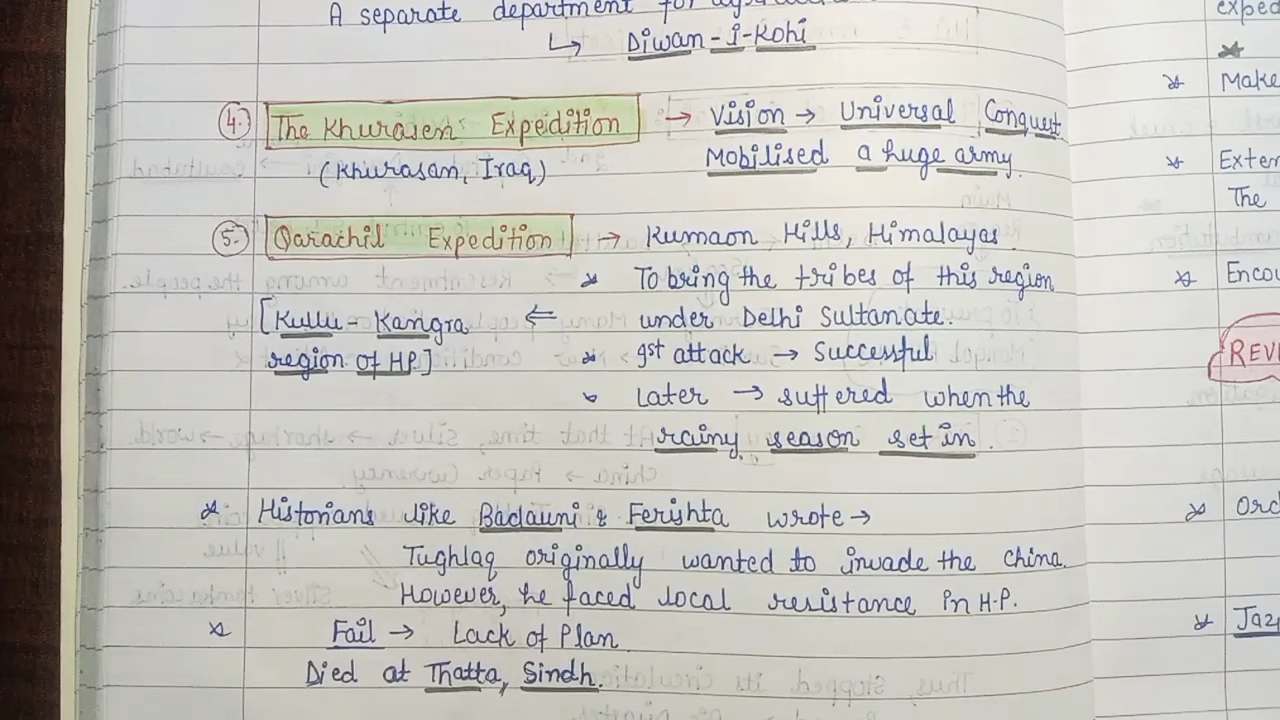 A separate department for
↳ Diwan-i-Kohi
4. The Khurasen Expedition → Vision → Universal Conquest
(Khurasan, Iraq) Mobilised a huge army.
5. Qarachil Expedition → Kumaon Hills, Himalayas
* To bring the tribes of this region
[Kullu - Kangra ⇐ under Delhi Sultanate.
region of HP] * 1st attack → Successful
Later → suffered when the
rainy season set in.
* Historians like Badauni & Ferishta wrote →
Tughlaq originally wanted to invade the China.
However, he faced local resistance in H.P.
* Fail → Lack of Plan
Died at Thatta, Sindh.
exped
* Make
* Exten
The
* Encou
REV
* Ord
* Jaz